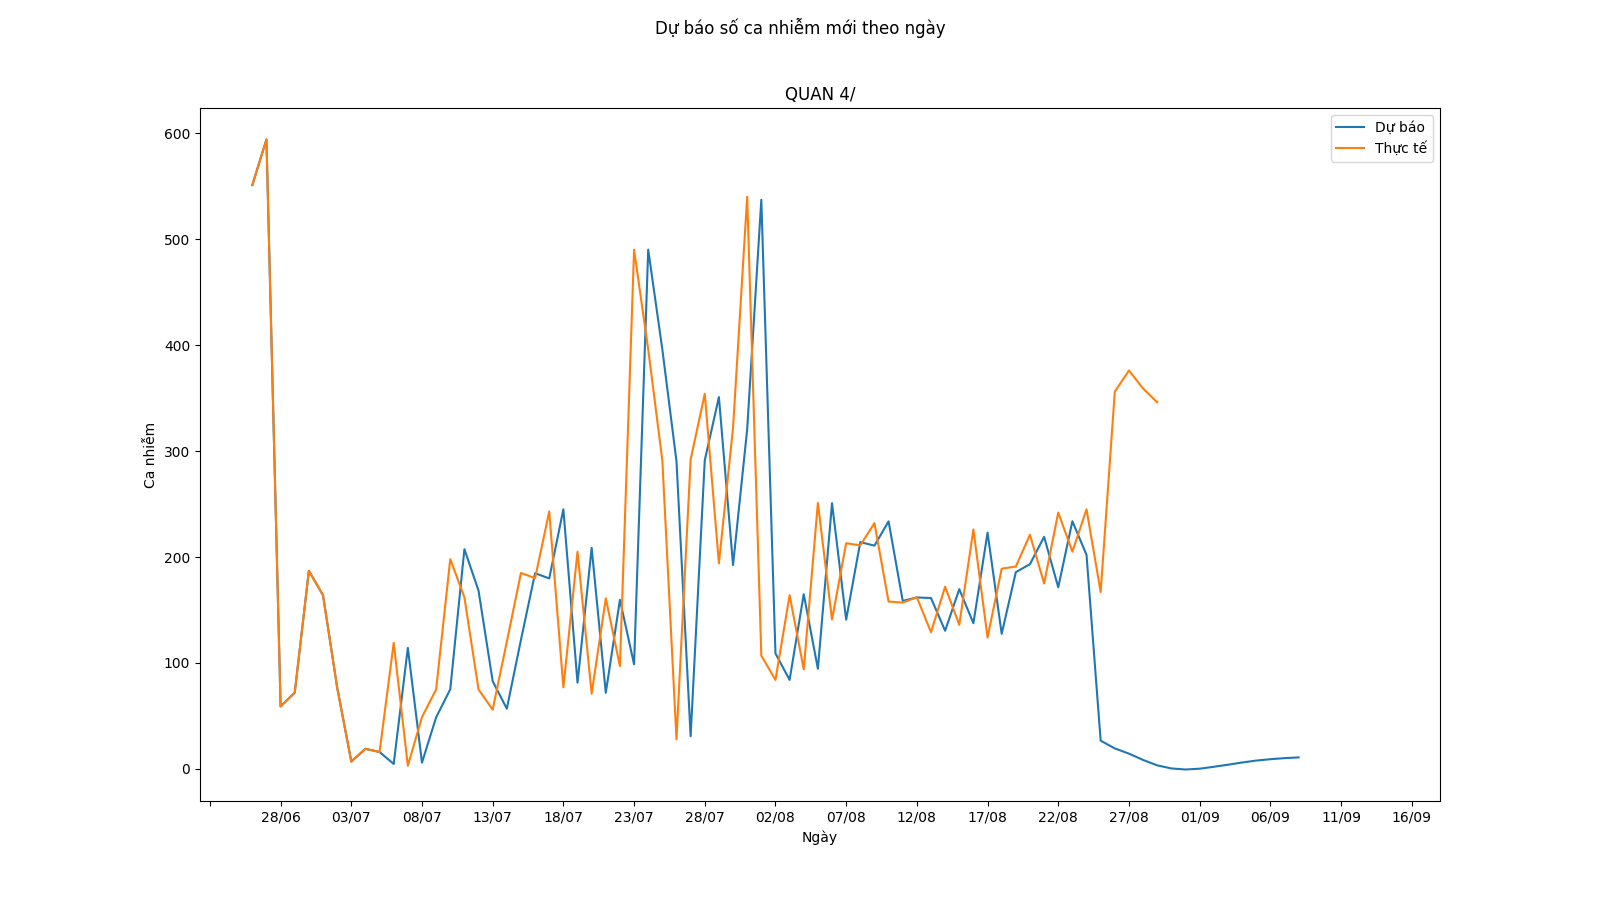 Dự báo số ca nhiễm mới theo ngày
QUAN 4/
Dự báo
Thực tế
600
500
400
300
200
100
0
Ca nhiễm
28/06 03/07 08/07 13/07 18/07 23/07 28/07 02/08 07/08 12/08 17/08 22/08 27/08 01/09 06/09 11/09 16/09
Ngày